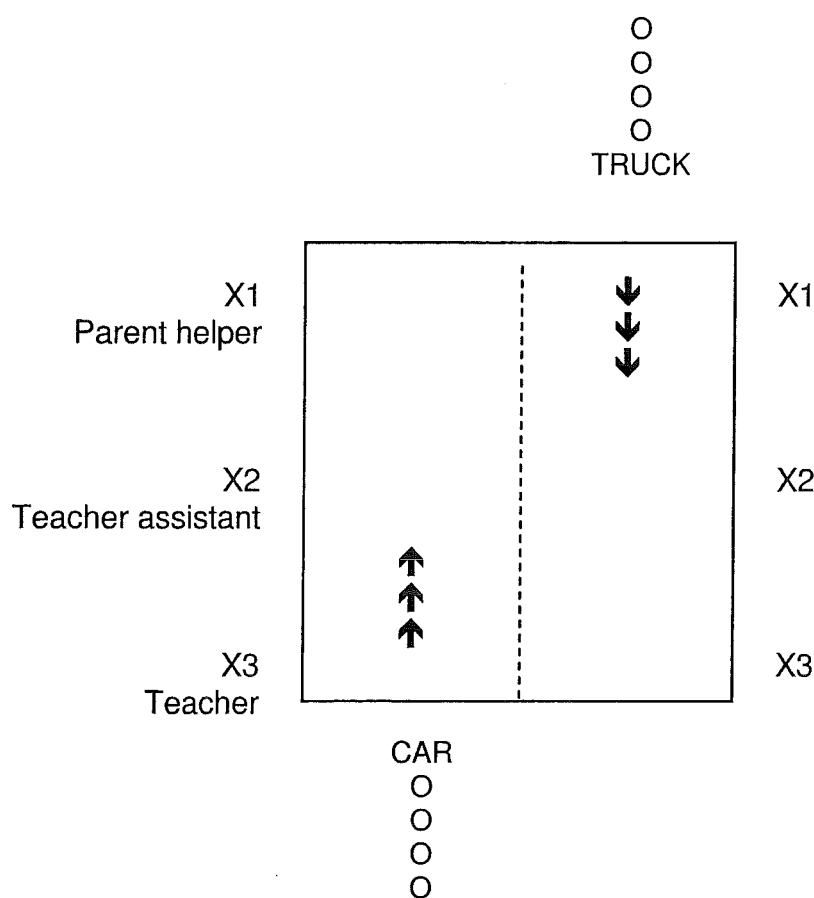 O
O
O
O
TRUCK
X1
Parent helper
X1
X2
Teacher assistant
X2
X3
Teacher
X3
CAR
O
O
O
O